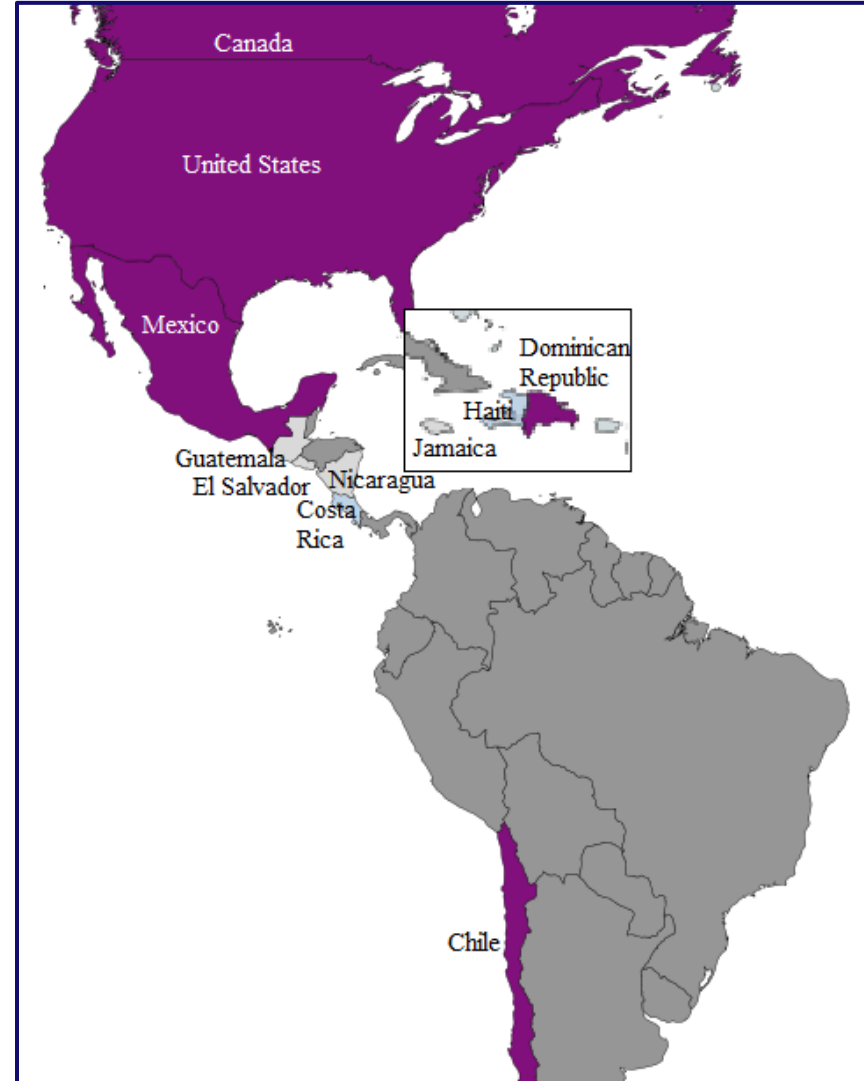 Canada
United States
Mexico
Dominican
Republic
Haiti
Jamaica
Guatemala
Nicaragua
El Salvador
Costa
Rica
Chile